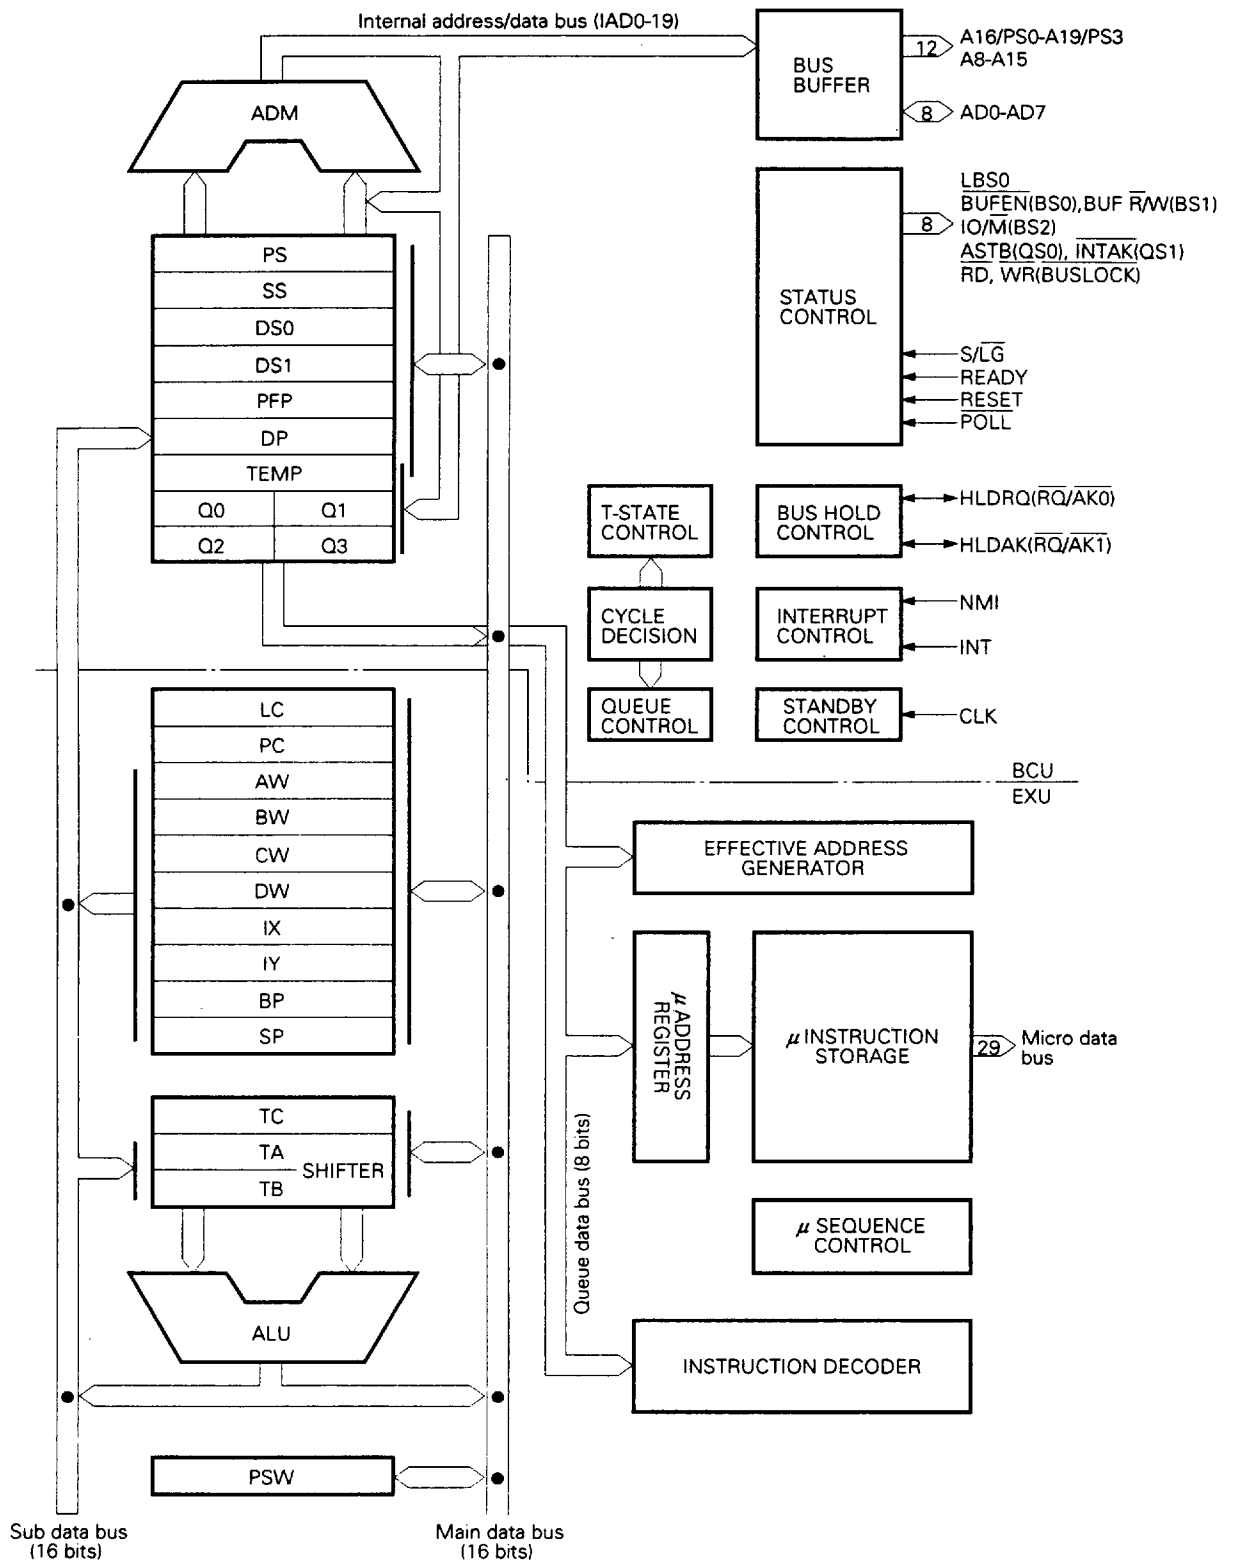 Internal address/data bus (IAD0-19)
ADM
BUS
BUFFER
12
A16/PS0-A19/PS3
A8-A15
8
AD0-AD7
STATUS
CONTROL
8
LBS0
BUFEN(BS0), BUF R/W(BS1)
IO/M(BS2)
ASTB(QS0), INTAK(QS1)
RD, WR(BUSLOCK)
S/LG
READY
RESET
POLL
PS
SS
DS0
DS1
PFP
DP
TEMP
Q0 Q1
Q2 Q3
T-STATE
CONTROL
CYCLE
DECISION
QUEUE
CONTROL
BUS HOLD
CONTROL
HLDRQ(RQ/AK0)
HLDAK(RQ/AK1)
INTERRUPT
CONTROL
NMI
INT
STANDBY
CONTROL
CLK
BCU
EXU
LC
PC
AW
BW
CW
DW
IX
IY
BP
SP
EFFECTIVE ADDRESS
GENERATOR
μ ADDRESS
REGISTER
μ INSTRUCTION
STORAGE
29
Micro data
bus
TC
TA
SHIFTER
TB
Queue data bus (8 bits)
μ SEQUENCE
CONTROL
ALU
INSTRUCTION DECODER
PSW
Sub data bus
(16 bits)
Main data bus
(16 bits)